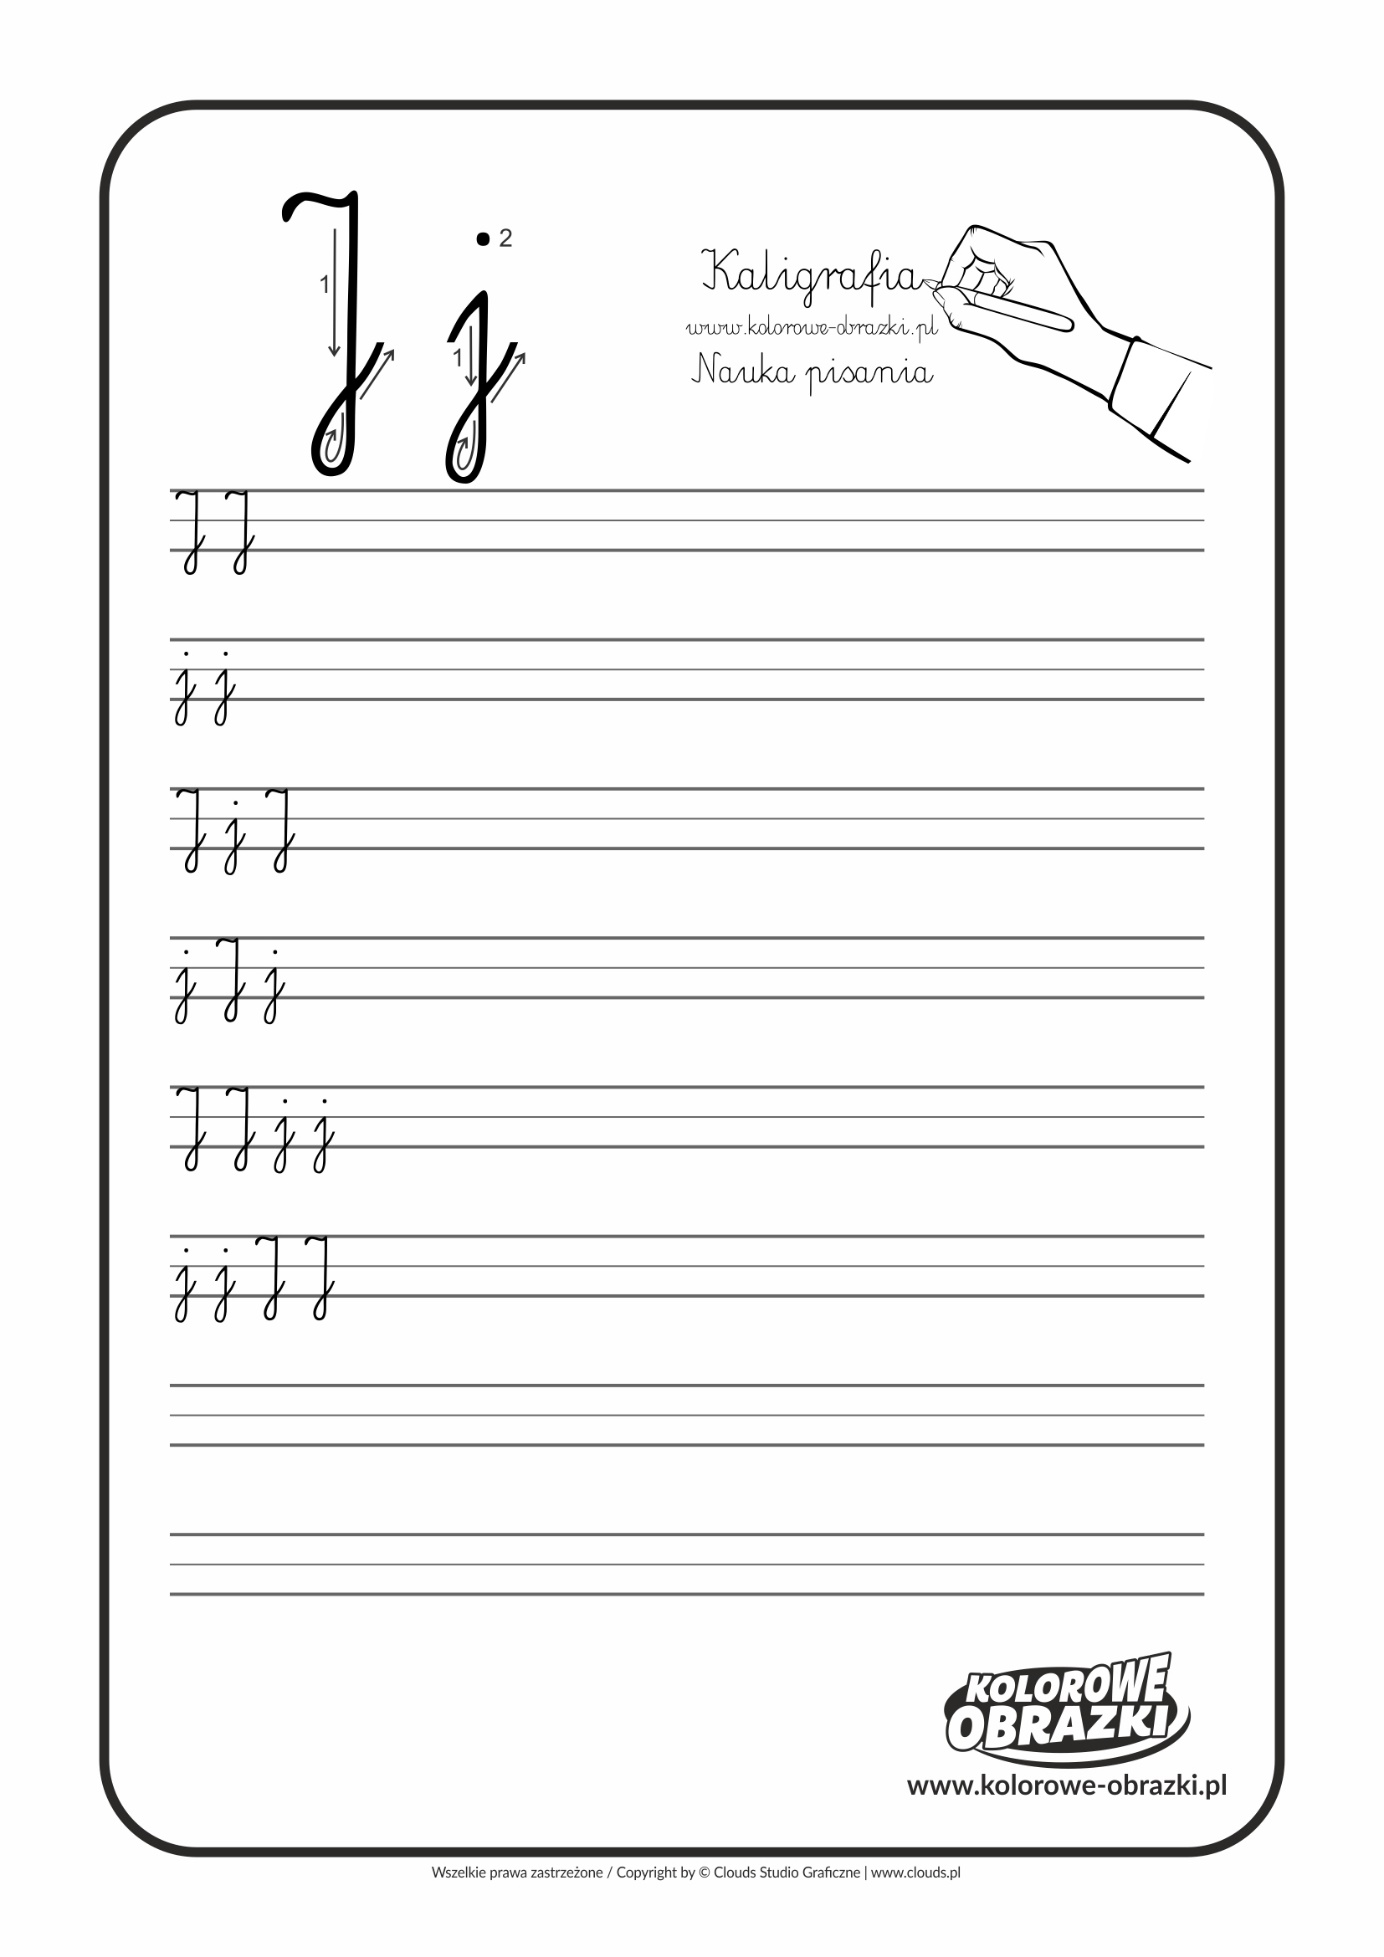 J j
1
2
1
Kaligrafia
www.kolorowe-obrazki.pl
Nauka pisania
J J
j j
J j J
j J j
J J j j
j j J J
KOLOROWE
OBRAZKI
www.kolorowe-obrazki.pl
Wszelkie prawa zastrzeżone / Copyright by © Clouds Studio Graficzne | www.clouds.pl